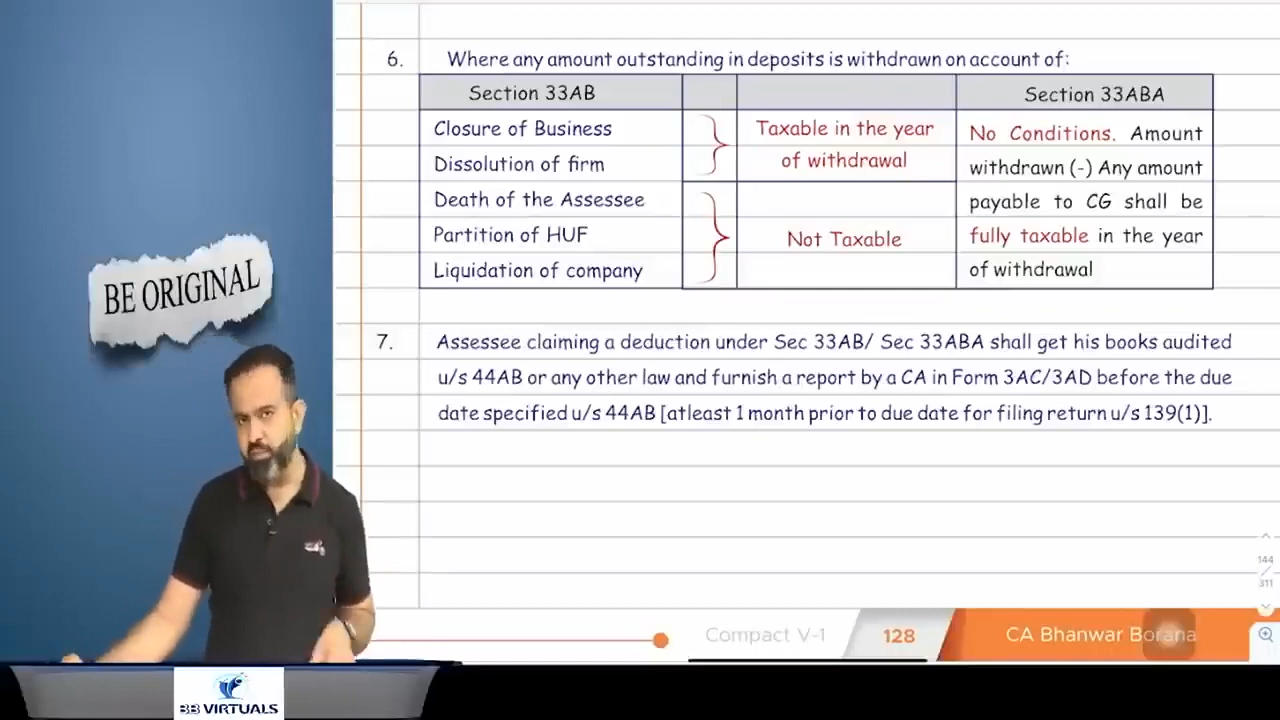 BE ORIGINAL
6. Where any amount outstanding in deposits is withdrawn on account of:
Section 33AB
Section 33ABA
Closure of Business
Dissolution of firm
Taxable in the year
of withdrawal
Death of the Assessee
Partition of HUF
Liquidation of company
Not Taxable
No Conditions. Amount
withdrawn (-) Any amount
payable to CG shall be
fully taxable in the year
of withdrawal
7. Assessee claiming a deduction under Sec 33AB/ Sec 33ABA shall get his books audited
u/s 44AB or any other law and furnish a report by a CA in Form 3AC/3AD before the due
date specified u/s 44AB [atleast 1 month prior to due date for filing return u/s 139(1)].
144
/
311
Compact V-1
128
CA Bhanwar Borana
BB VIRTUALS